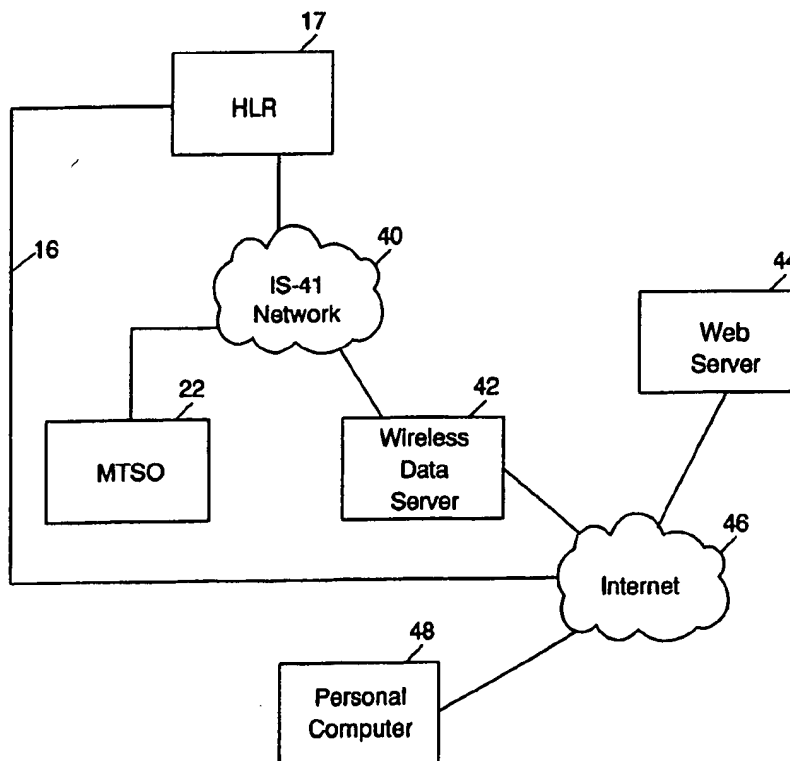 17
HLR
16
40
IS-41
Network
44
Web
Server
22
MTSO
42
Wireless
Data
Server
46
Internet
48
Personal
Computer